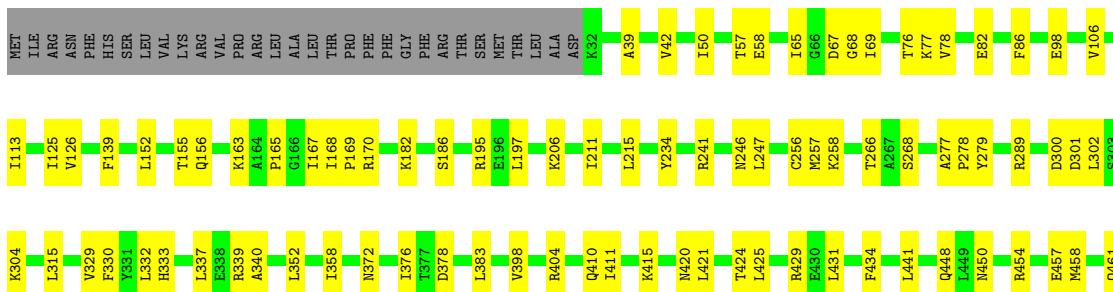 MET ILE ARG ASN PHE HIS SER LEU VAL LYS ARG VAL PRO ARG LEU ALA LEU THR PRO PHE PHE GLY PHE ARG THR SER MET THR LEU ALA ASP K32 A39 V42 I50 T57 E58 I65 G66 D67 G68 I69 T76 K77 V78 E82 F86 E98 V106
I113 I125 V126 F139 L152 T155 Q156 K163 A164 P165 G166 I167 I168 P169 R170 K182 S186 R195 E196 L197 K206 I211 L215 Y234 R241 N246 L247 C256 M257 K258 T266 A267 S268 A277 P278 Y279 R289 D300 D301 L302 S303
K304 L315 V329 F330 Y331 L332 H333 L337 E338 R339 A340 L352 I358 N372 I376 T377 D378 L383 V398 R404 Q410 I411 K415 N420 L421 T424 L425 R429 E430 L431 F434 L441 Q448 L449 N450 R454 E457 M458 D461